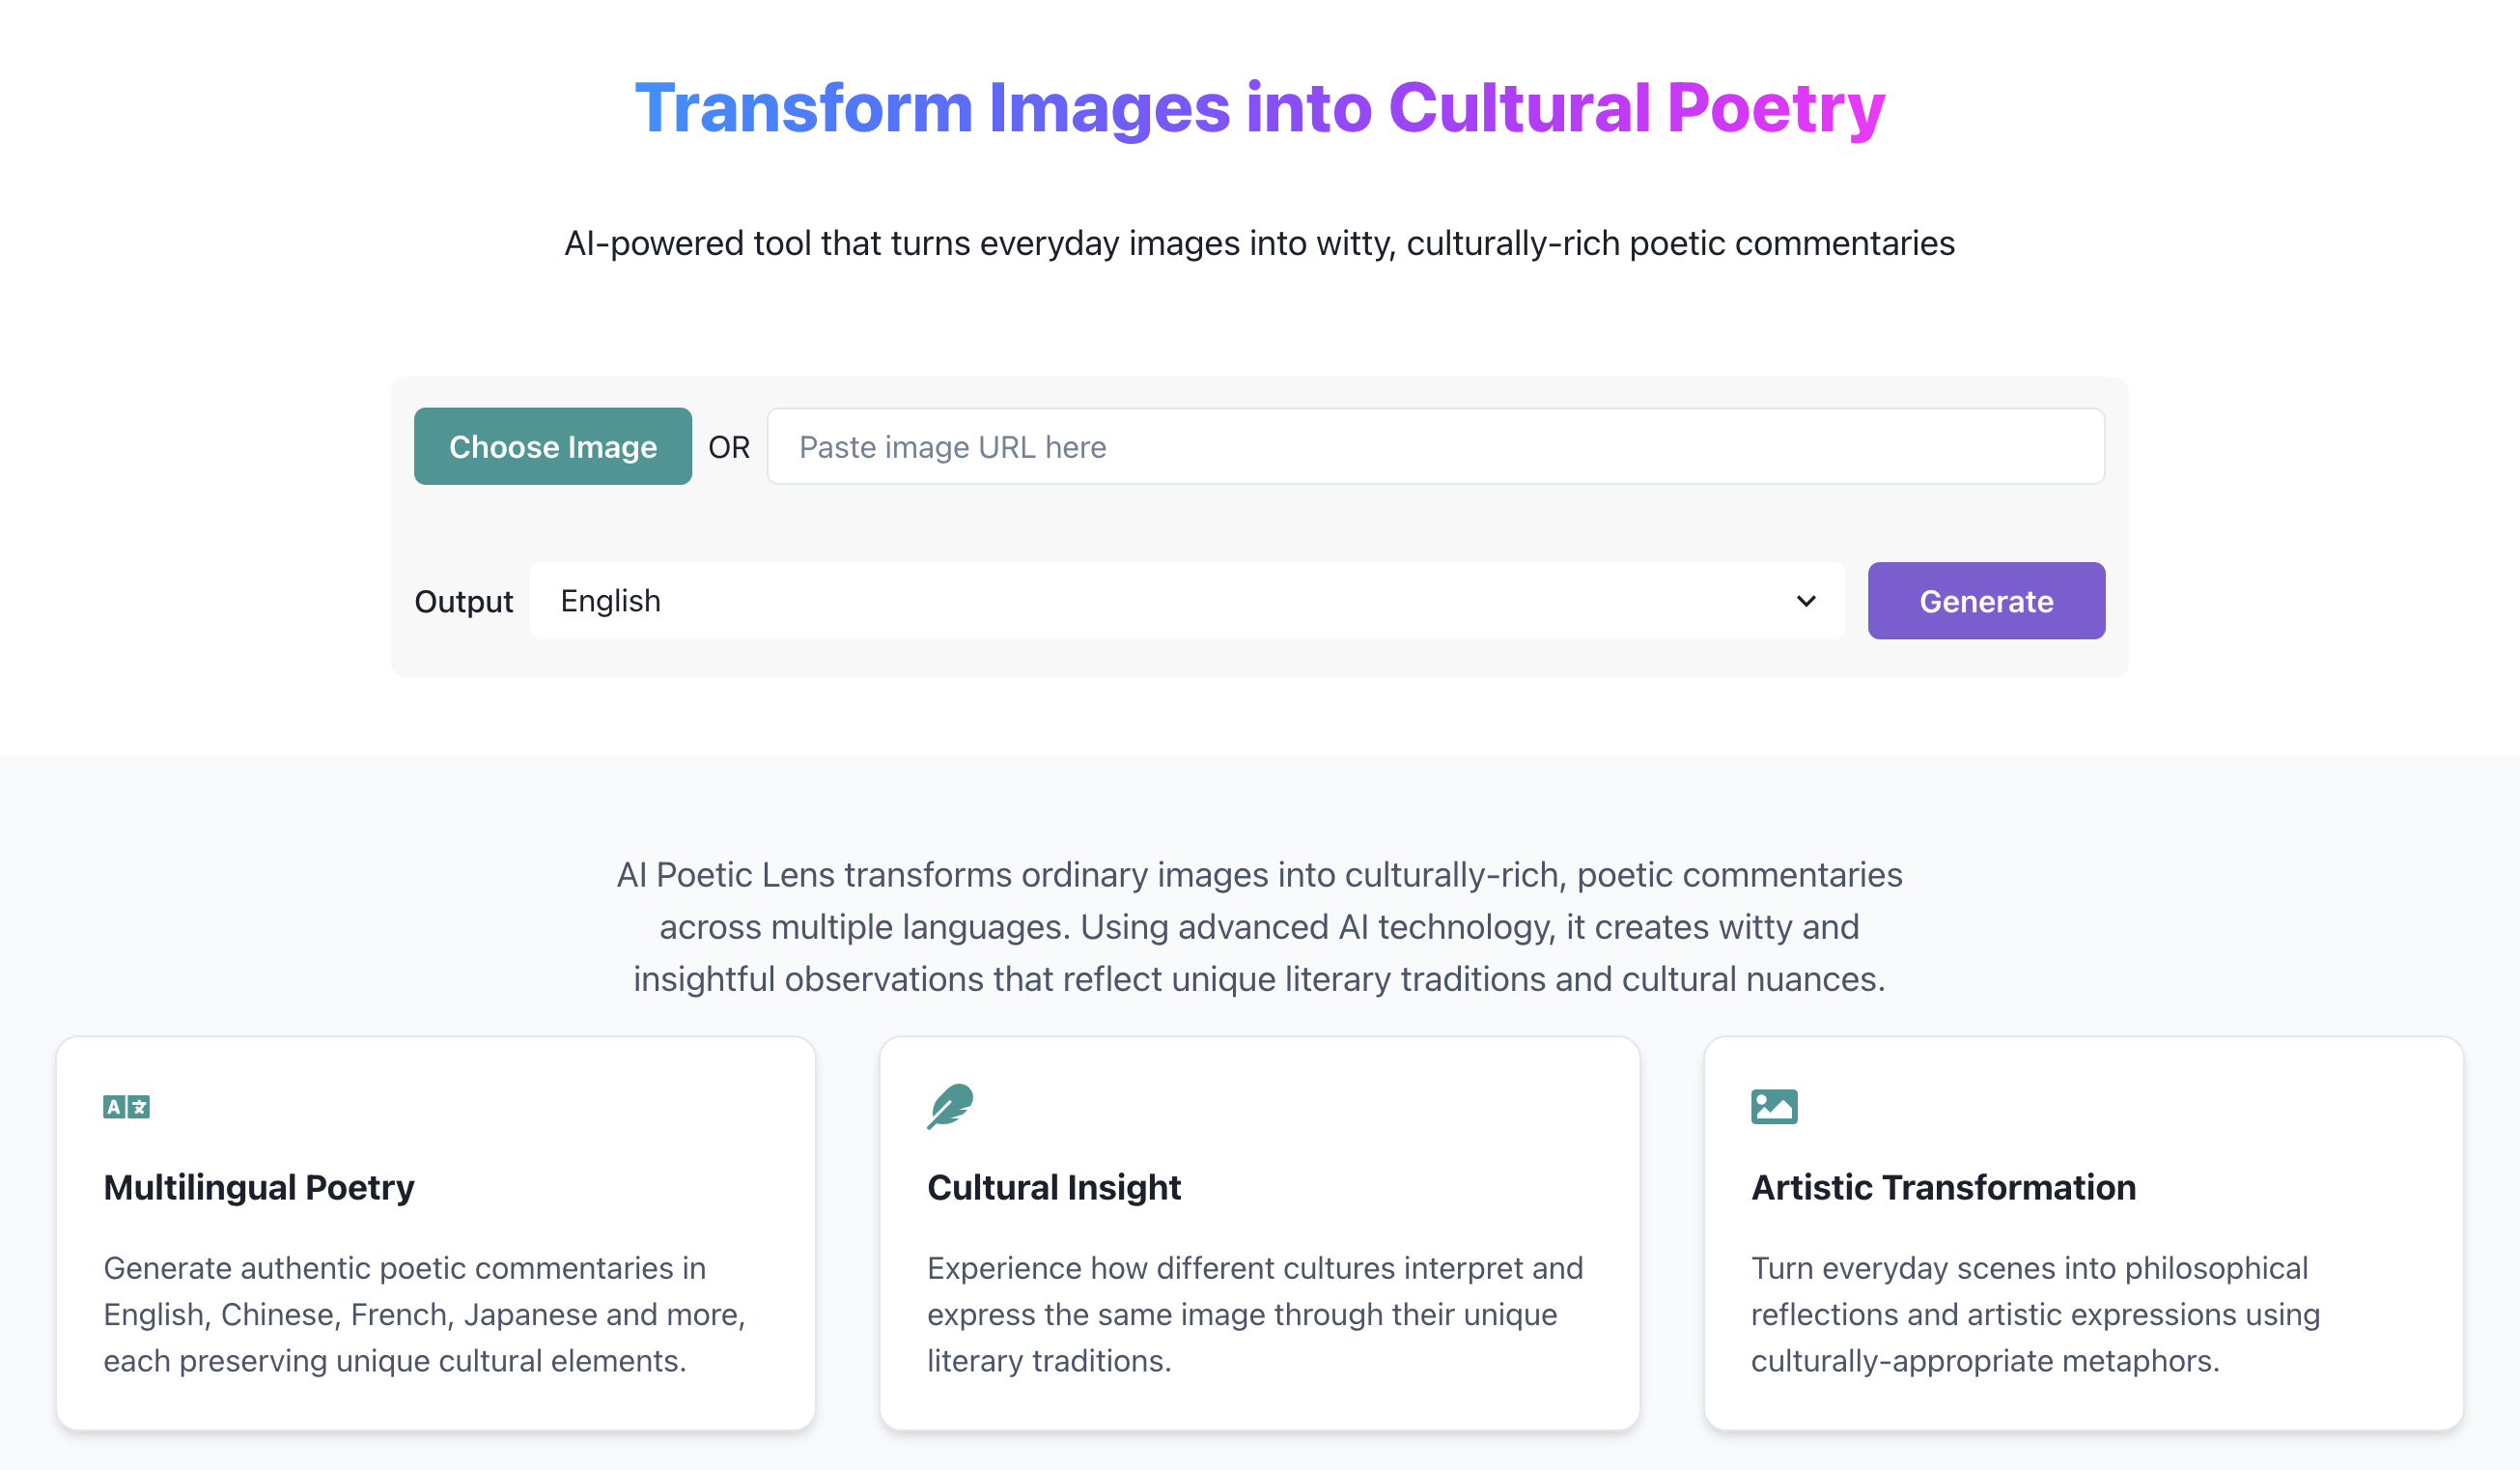 Transform Images into Cultural Poetry
AI-powered tool that turns everyday images into witty, culturally-rich poetic commentaries
Choose Image OR Paste image URL here
Output English Generate
AI Poetic Lens transforms ordinary images into culturally-rich, poetic commentaries
across multiple languages. Using advanced AI technology, it creates witty and
insightful observations that reflect unique literary traditions and cultural nuances.
A 文
Multilingual Poetry
Generate authentic poetic commentaries in
English, Chinese, French, Japanese and more,
each preserving unique cultural elements.
Cultural Insight
Experience how different cultures interpret and
express the same image through their unique
literary traditions.
Artistic Transformation
Turn everyday scenes into philosophical
reflections and artistic expressions using
culturally-appropriate metaphors.